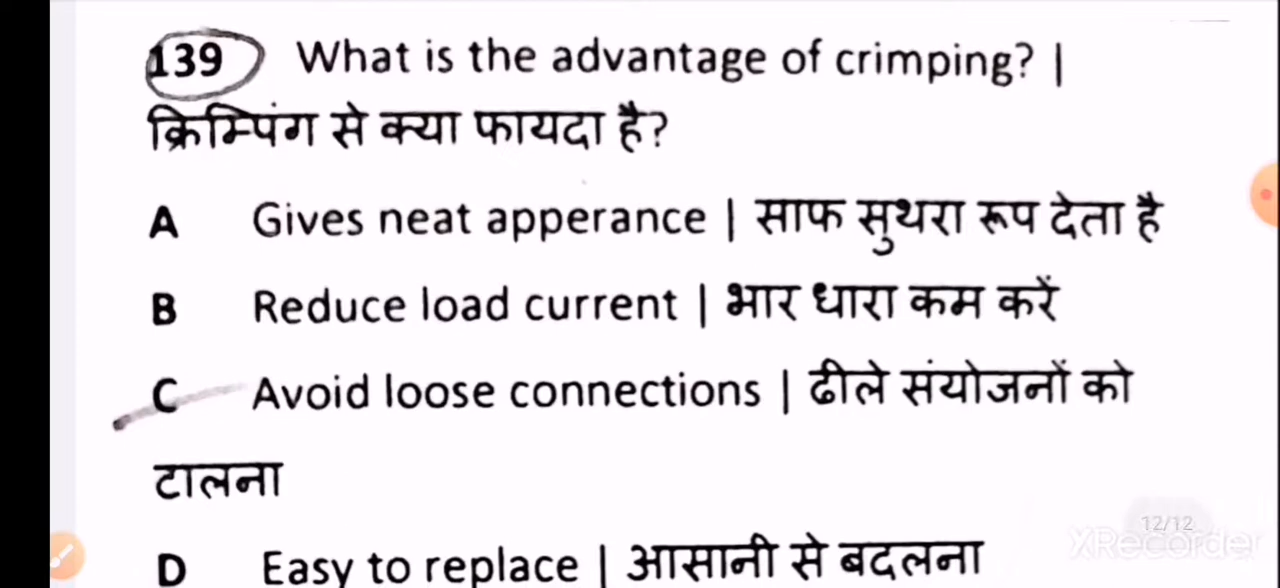 139 What is the advantage of crimping? |
क्रिम्पिंग से क्या फायदा है?
A Gives neat apperance | साफ सुथरा रूप देता है
B Reduce load current | भार धारा कम करें
C Avoid loose connections | ढीले संयोजनों को
टालना
12/12
XRecorder
D Easy to replace | आसानी से बदलना